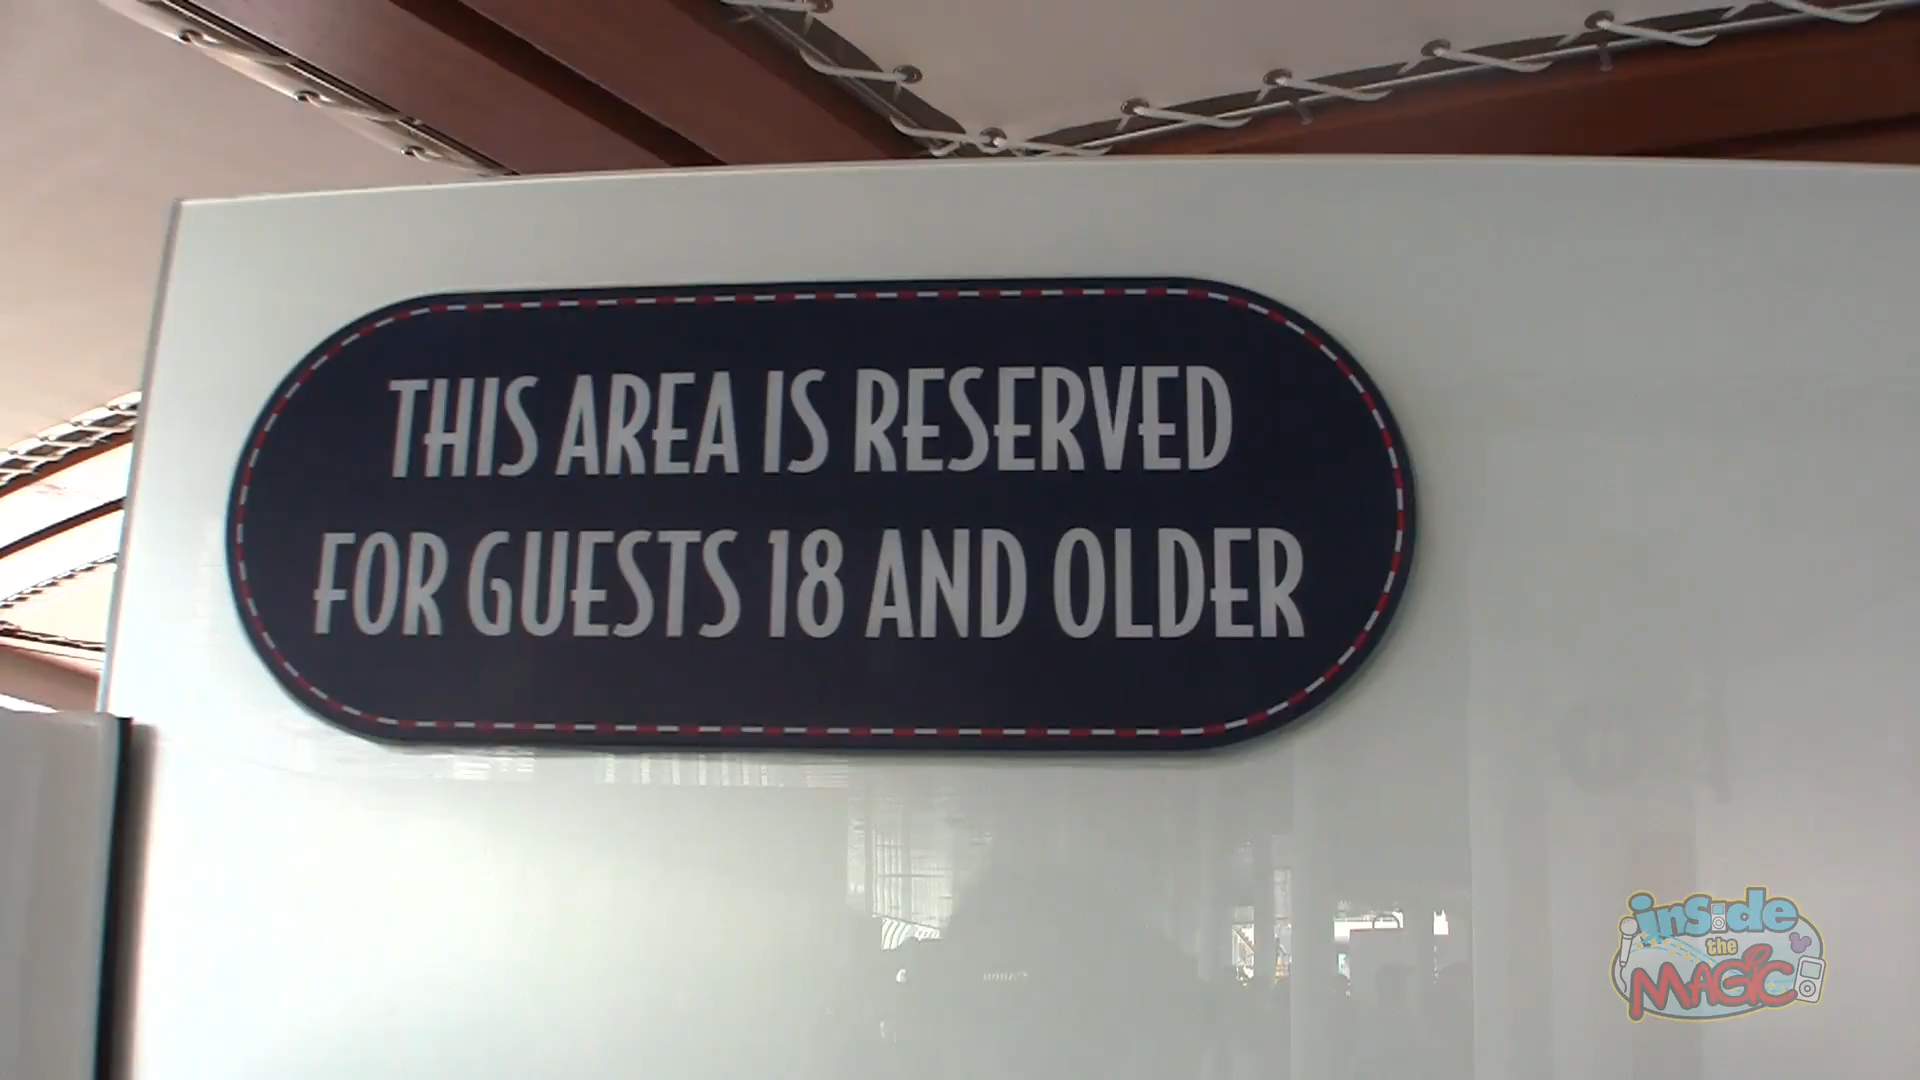 THIS AREA IS RESERVED
FOR GUESTS 18 AND OLDER
inside
the
MAGIC